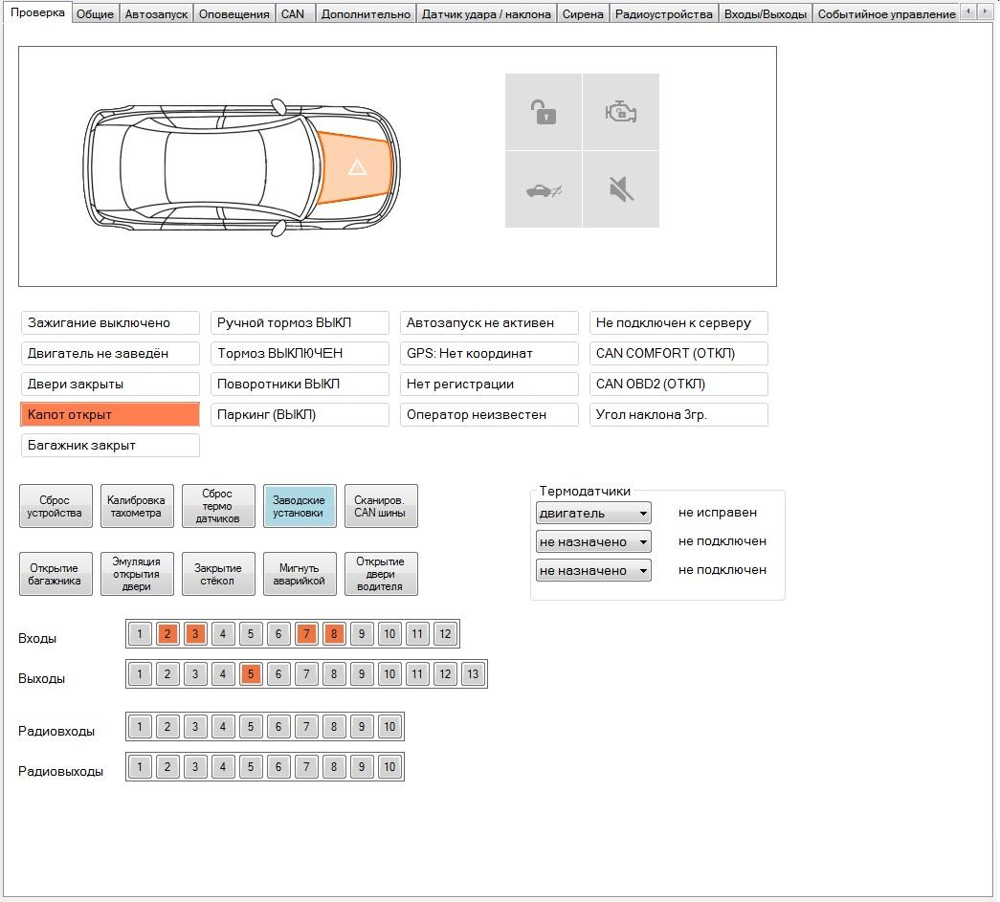 Проверка Общие Автозапуск Оповещения CAN Дополнительно Датчик удара / наклона Сирена Радиоустройства Входы/Выходы Событийное управление
Зажигание выключено Ручной тормоз ВЫКЛ Автозапуск не активен Не подключен к серверу
Двигатель не заведён Тормоз ВЫКЛЮЧЕН GPS: Нет координат CAN COMFORT (ОТКЛ)
Двери закрыты Поворотники ВЫКЛ Нет регистрации CAN OBD2 (ОТКЛ)
Капот открыт Паркинг (ВЫКЛ) Оператор неизвестен Угол наклона 3гр.
Багажник закрыт
Сброс
устройства
Калибровка
тахометра
Сброс
термо
датчиков
Заводские
установки
Сканиров.
CAN шины
Термодатчики
двигатель не исправен
не назначено не подключен
не назначено не подключен
Открытие
багажника
Эмуляция
открытия
двери
Закрытие
стёкол
Мигнуть
аварийкой
Открытие
двери
водителя
Входы 1 2 3 4 5 6 7 8 9 10 11 12
Выходы 1 2 3 4 5 6 7 8 9 10 11 12 13
Радиовходы 1 2 3 4 5 6 7 8 9 10
Радиовыходы 1 2 3 4 5 6 7 8 9 10